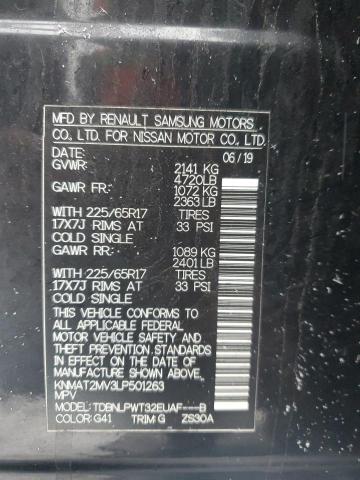 MFD BY RENAULT SAMSUNG MOTORS
CO., LTD. FOR NISSAN MOTOR CO., LTD.
DATE: 06/19
GVWR: 2141 KG
4720LB
GAWR FR: 1072 KG
2363 LB
WITH 225/65R17 TIRES
17X7J RIMS AT 33 PSI
COLD SINGLE
GAWR RR: 1089 KG
2401 LB
WITH 225/65R17 TIRES
17X7J RIMS AT 33 PSI
COLD SINGLE
THIS VEHICLE CONFORMS TO
ALL APPLICABLE FEDERAL
MOTOR VEHICLE SAFETY, BUMPER,
AND THEFT PREVENTION STANDARDS
IN EFFECT ON THE DATE OF
MANUFACTURE SHOWN ABOVE.
KNMAT2MV3LP501263
MPV
MODEL: TDBNLPWT32EUAF---B
COLOR: G41 TRIM: G ZS30A